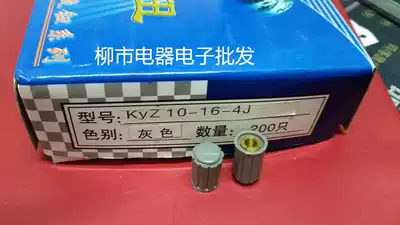 柳市电器电子批发
型号: KyZ 10-16-4J
色别: 灰色 数量: 200只